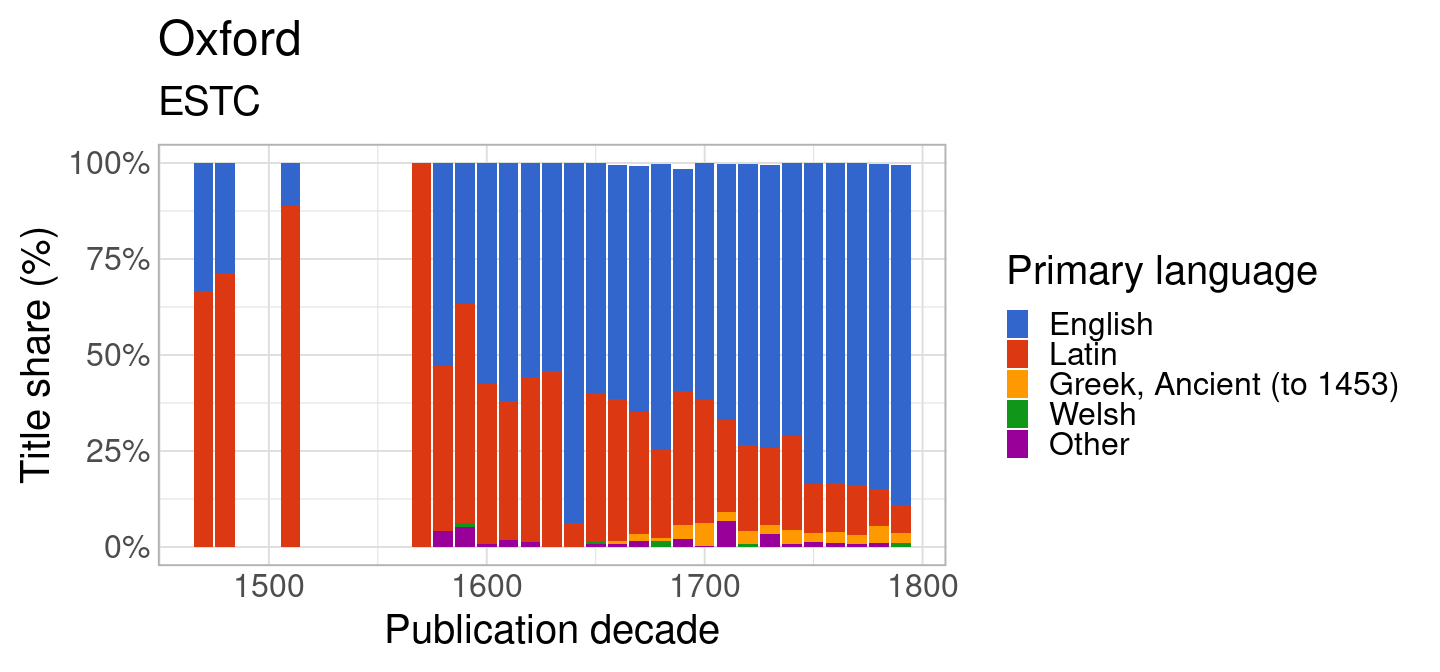 Oxford
ESTC
Title share (%)
100%
75%
50%
25%
0%
1500 1600 1700 1800
Publication decade
Primary language
English
Latin
Greek, Ancient (to 1453)
Welsh
Other